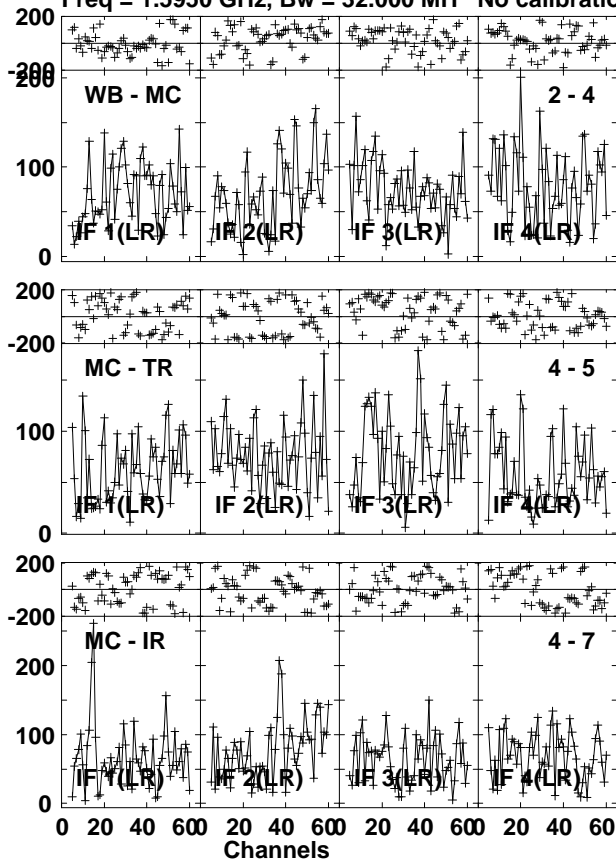 Freq = 1.5950 GHz, Bw = 32.000 MH No calibratio
200
-200
200
100
0
WB - MC 2 - 4
IF 1(LR) IF 2(LR) IF 3(LR) IF 4(LR)
200
-200
100
0
MC - TR 4 - 5
IF 1(LR) IF 2(LR) IF 3(LR) IF 4(LR)
200
-200
200
100
0
MC - IR 4 - 7
IF 1(LR) IF 2(LR) IF 3(LR) IF 4(LR)
0 20 40 60 0 20 40 60 0 20 40 60 0 20 40 60
Channels